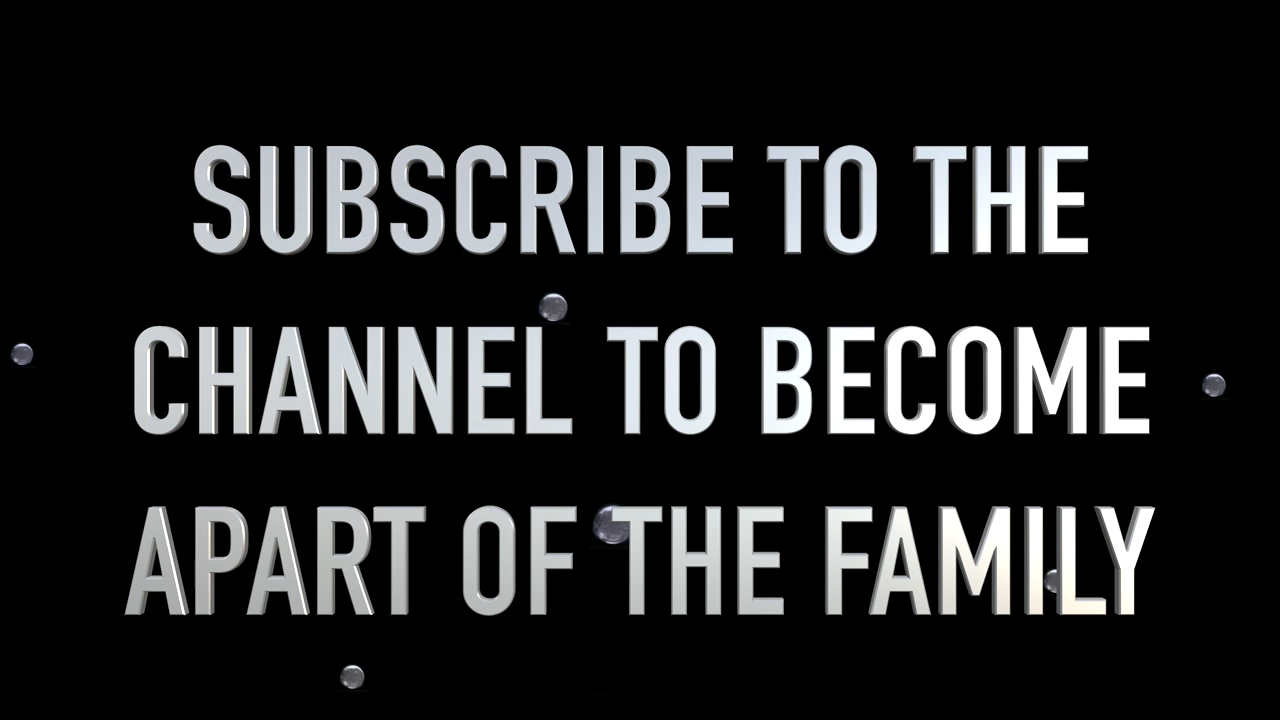 SUBSCRIBE TO THE
CHANNEL TO BECOME
APART OF THE FAMILY